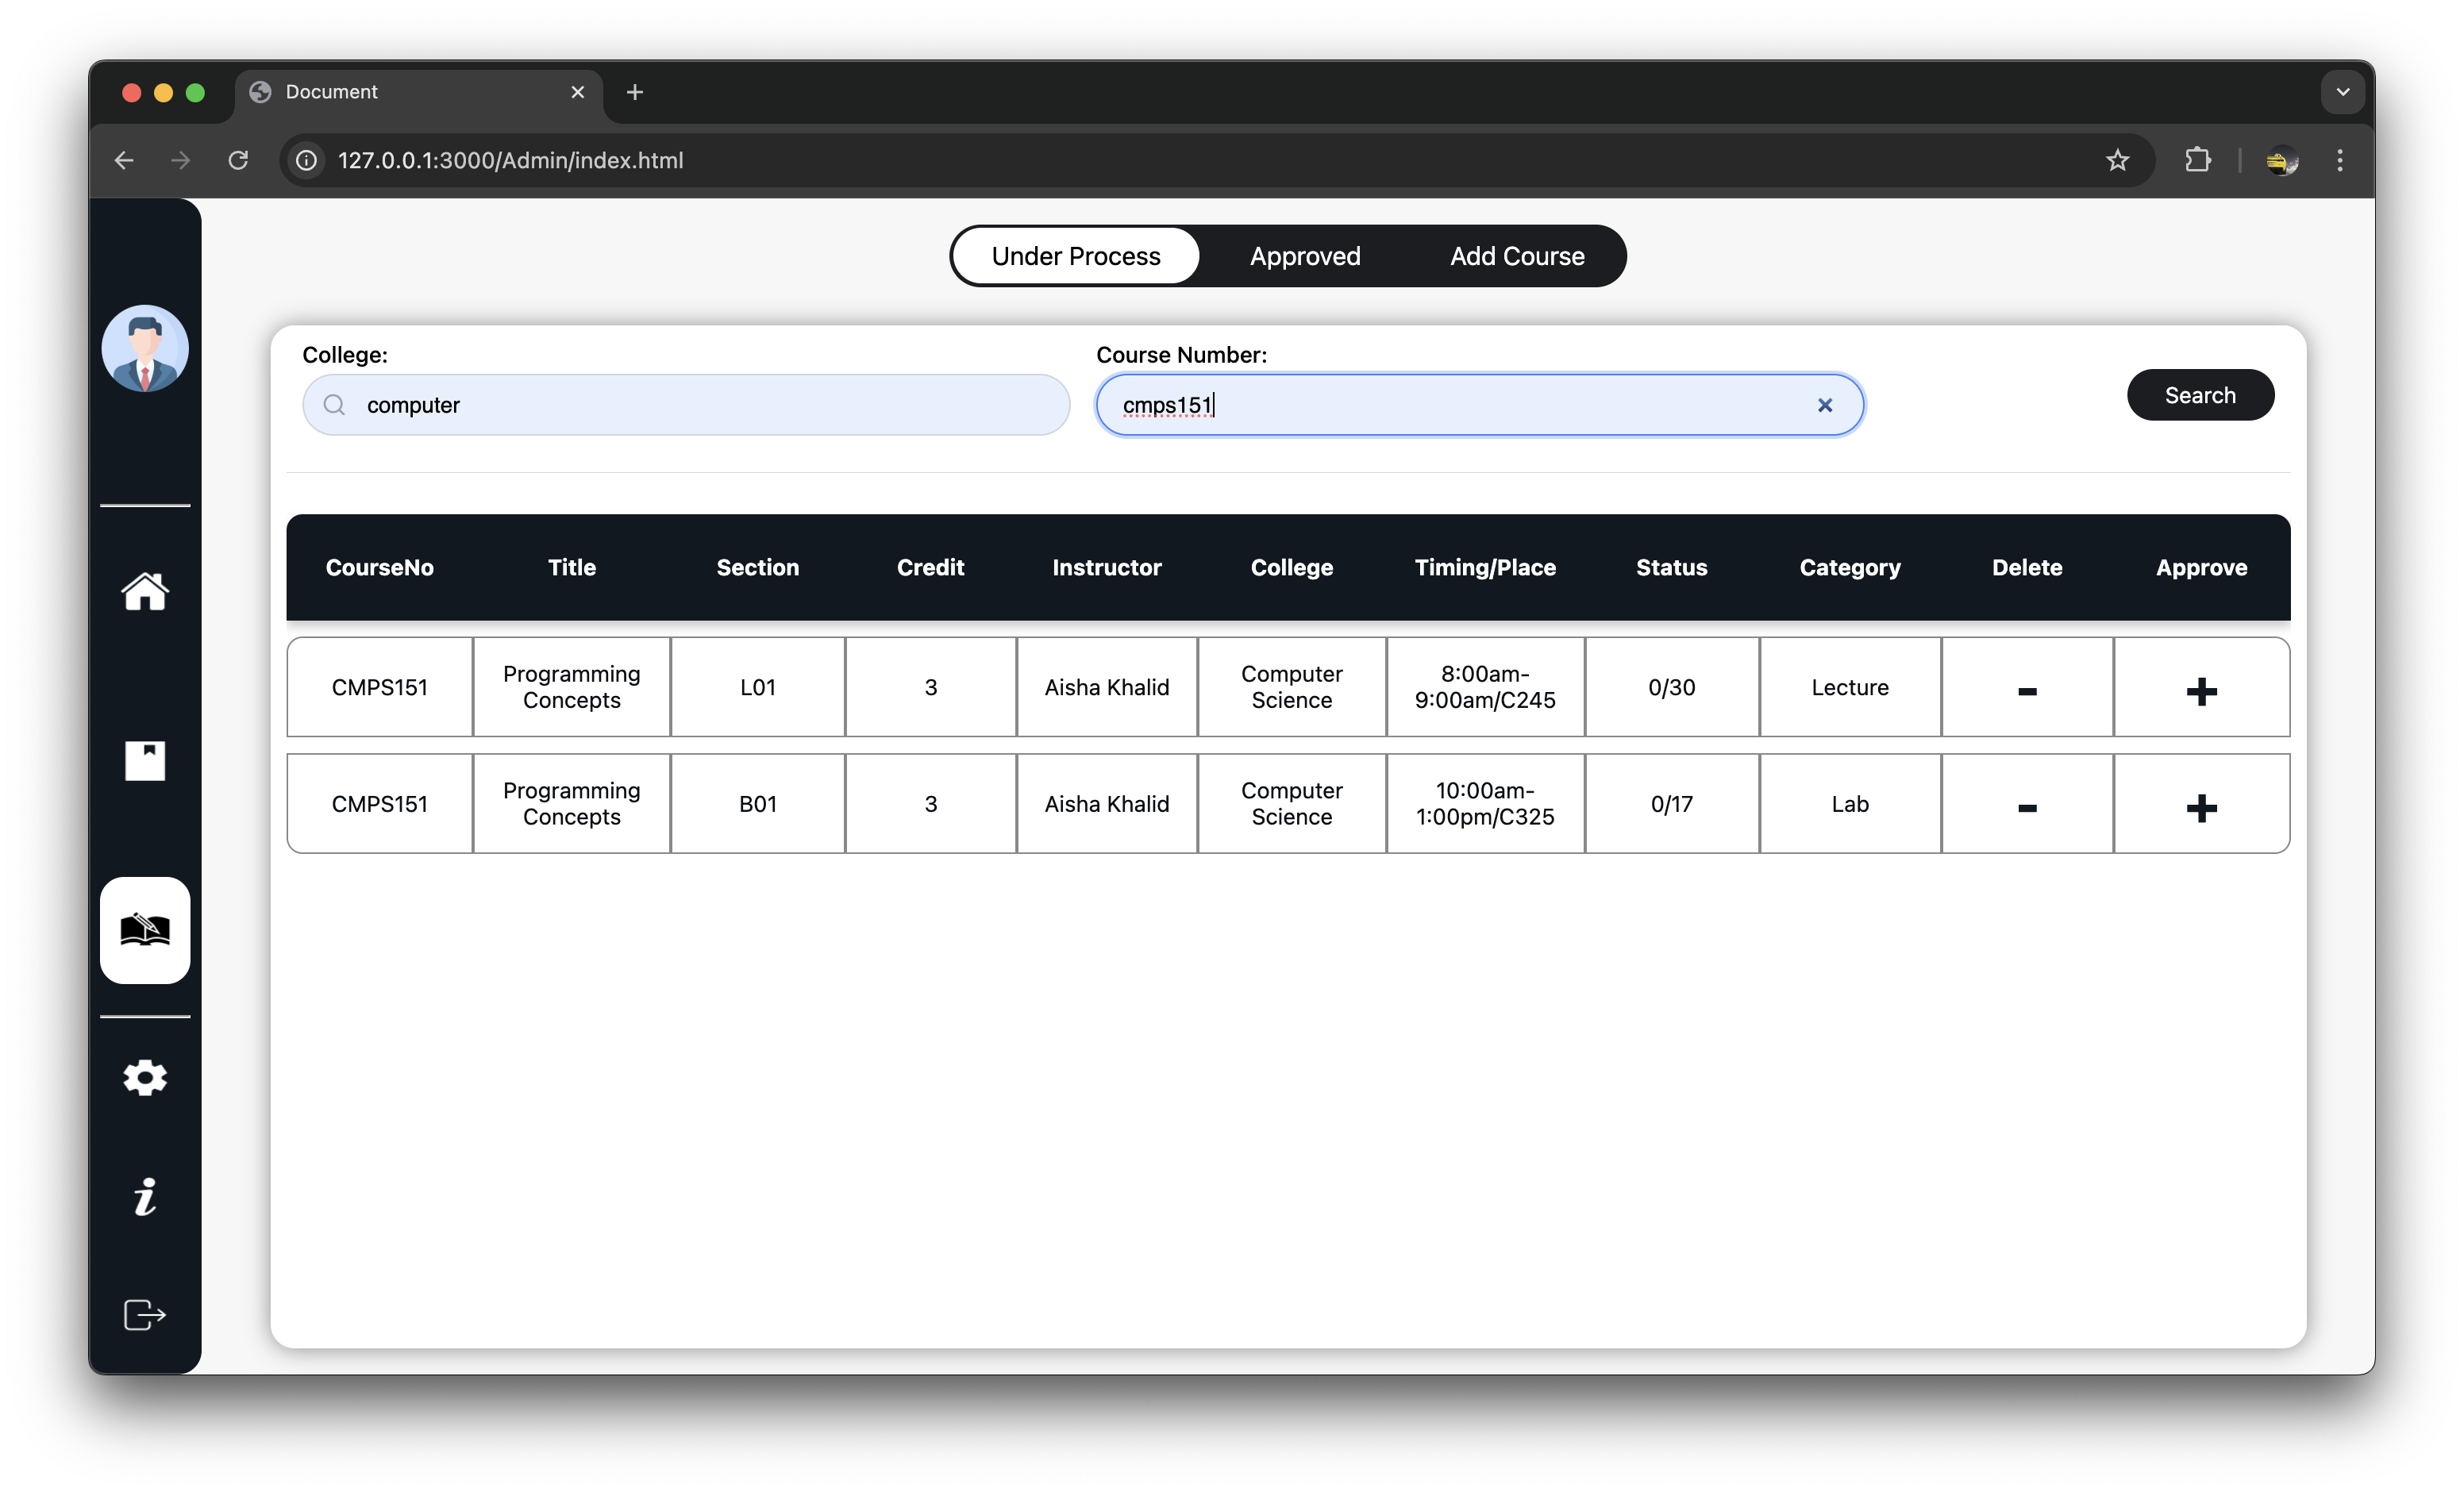 Document
127.0.0.1:3000/Admin/index.html
Under Process Approved Add Course
College: Course Number:
computer cmps151 Search
CourseNo Title Section Credit Instructor College Timing/Place Status Category Delete Approve
CMPS151 Programming Concepts L01 3 Aisha Khalid Computer Science 8:00am-9:00am/C245 0/30 Lecture - +
CMPS151 Programming Concepts B01 3 Aisha Khalid Computer Science 10:00am-1:00pm/C325 0/17 Lab - +